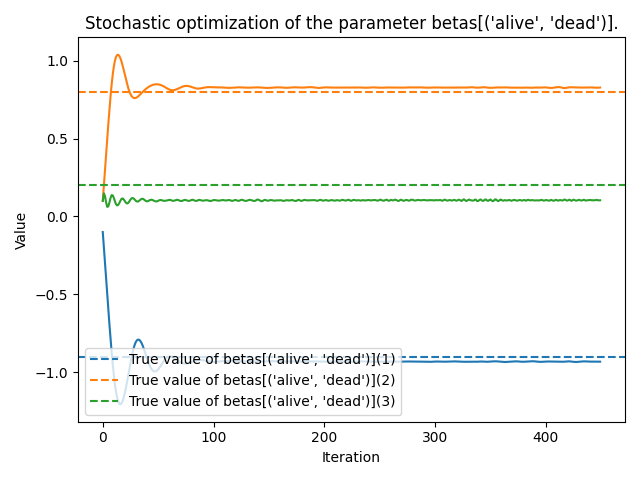 Stochastic optimization of the parameter betas[('alive', 'dead')].
1.0
0.5
0.0
−0.5
−1.0
Value
True value of betas[('alive', 'dead')](1)
True value of betas[('alive', 'dead')](2)
True value of betas[('alive', 'dead')](3)
0
100
200
300
400
Iteration